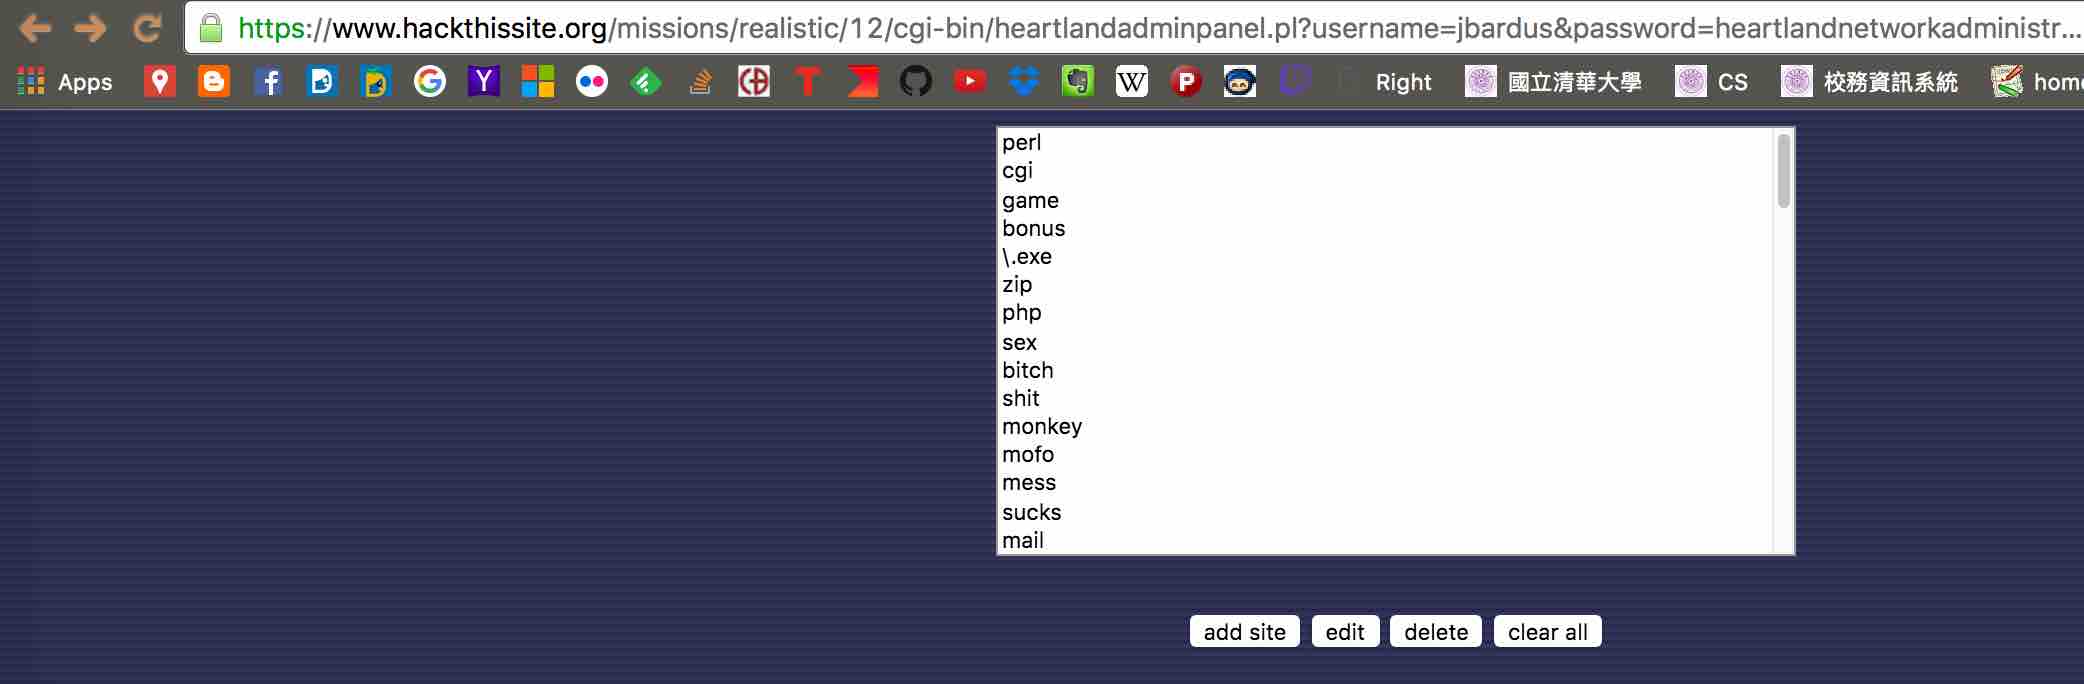 https://www.hackthissite.org/missions/realistic/12/cgi-bin/heartlandadminpanel.pl?username=jbardus&password=heartlandnetworkadministr...
Apps Right 國立清華大學 CS 校務資訊系統 home
perl
cgi
game
bonus
\.exe
zip
php
sex
bitch
shit
monkey
mofo
mess
sucks
mail
add site edit delete clear all